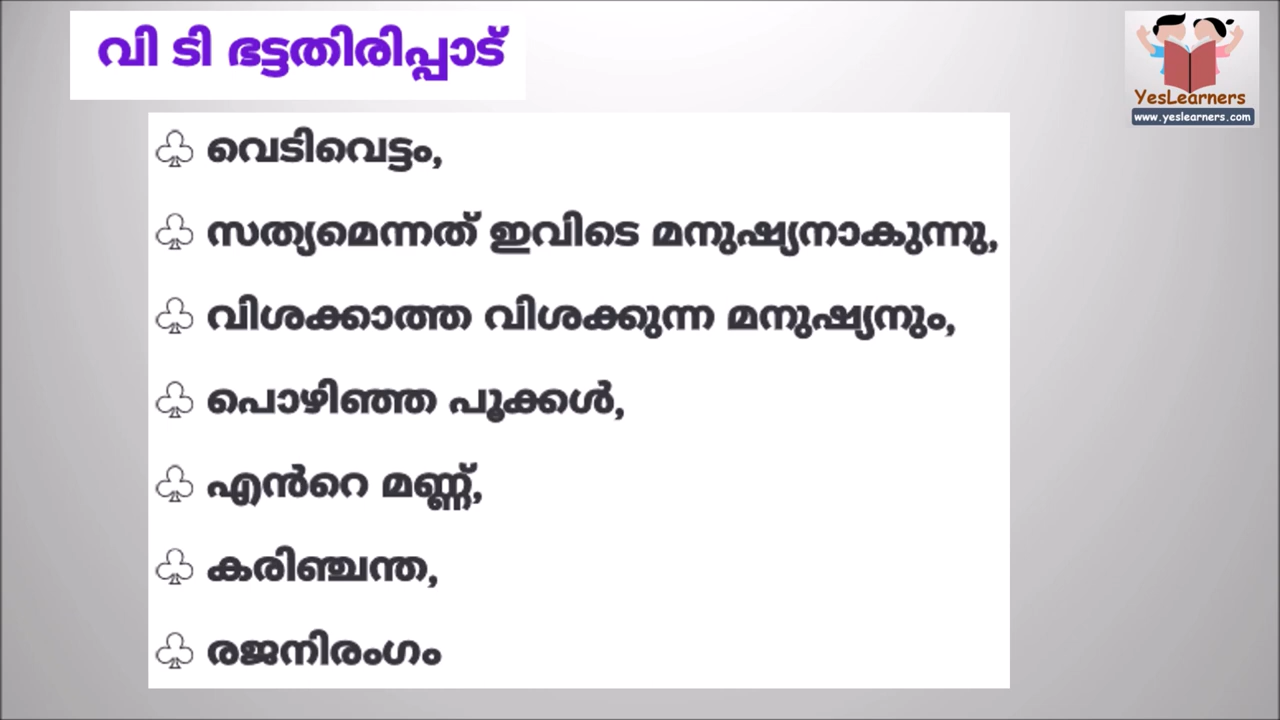 വി ടി ഭട്ടതിരിപ്പാട്
YesLearners
www.yeslearners.com
വെടിവെട്ടം,
സത്യമെന്നത് ഇവിടെ മനുഷ്യനാകുന്നു,
വിശക്കാത്ത വിശക്കുന്ന മനുഷ്യനും,
പൊഴിഞ്ഞ പൂക്കൾ,
എൻറെ മണ്ണ്,
കരിഞ്ചന്ത,
രജനിരംഗം